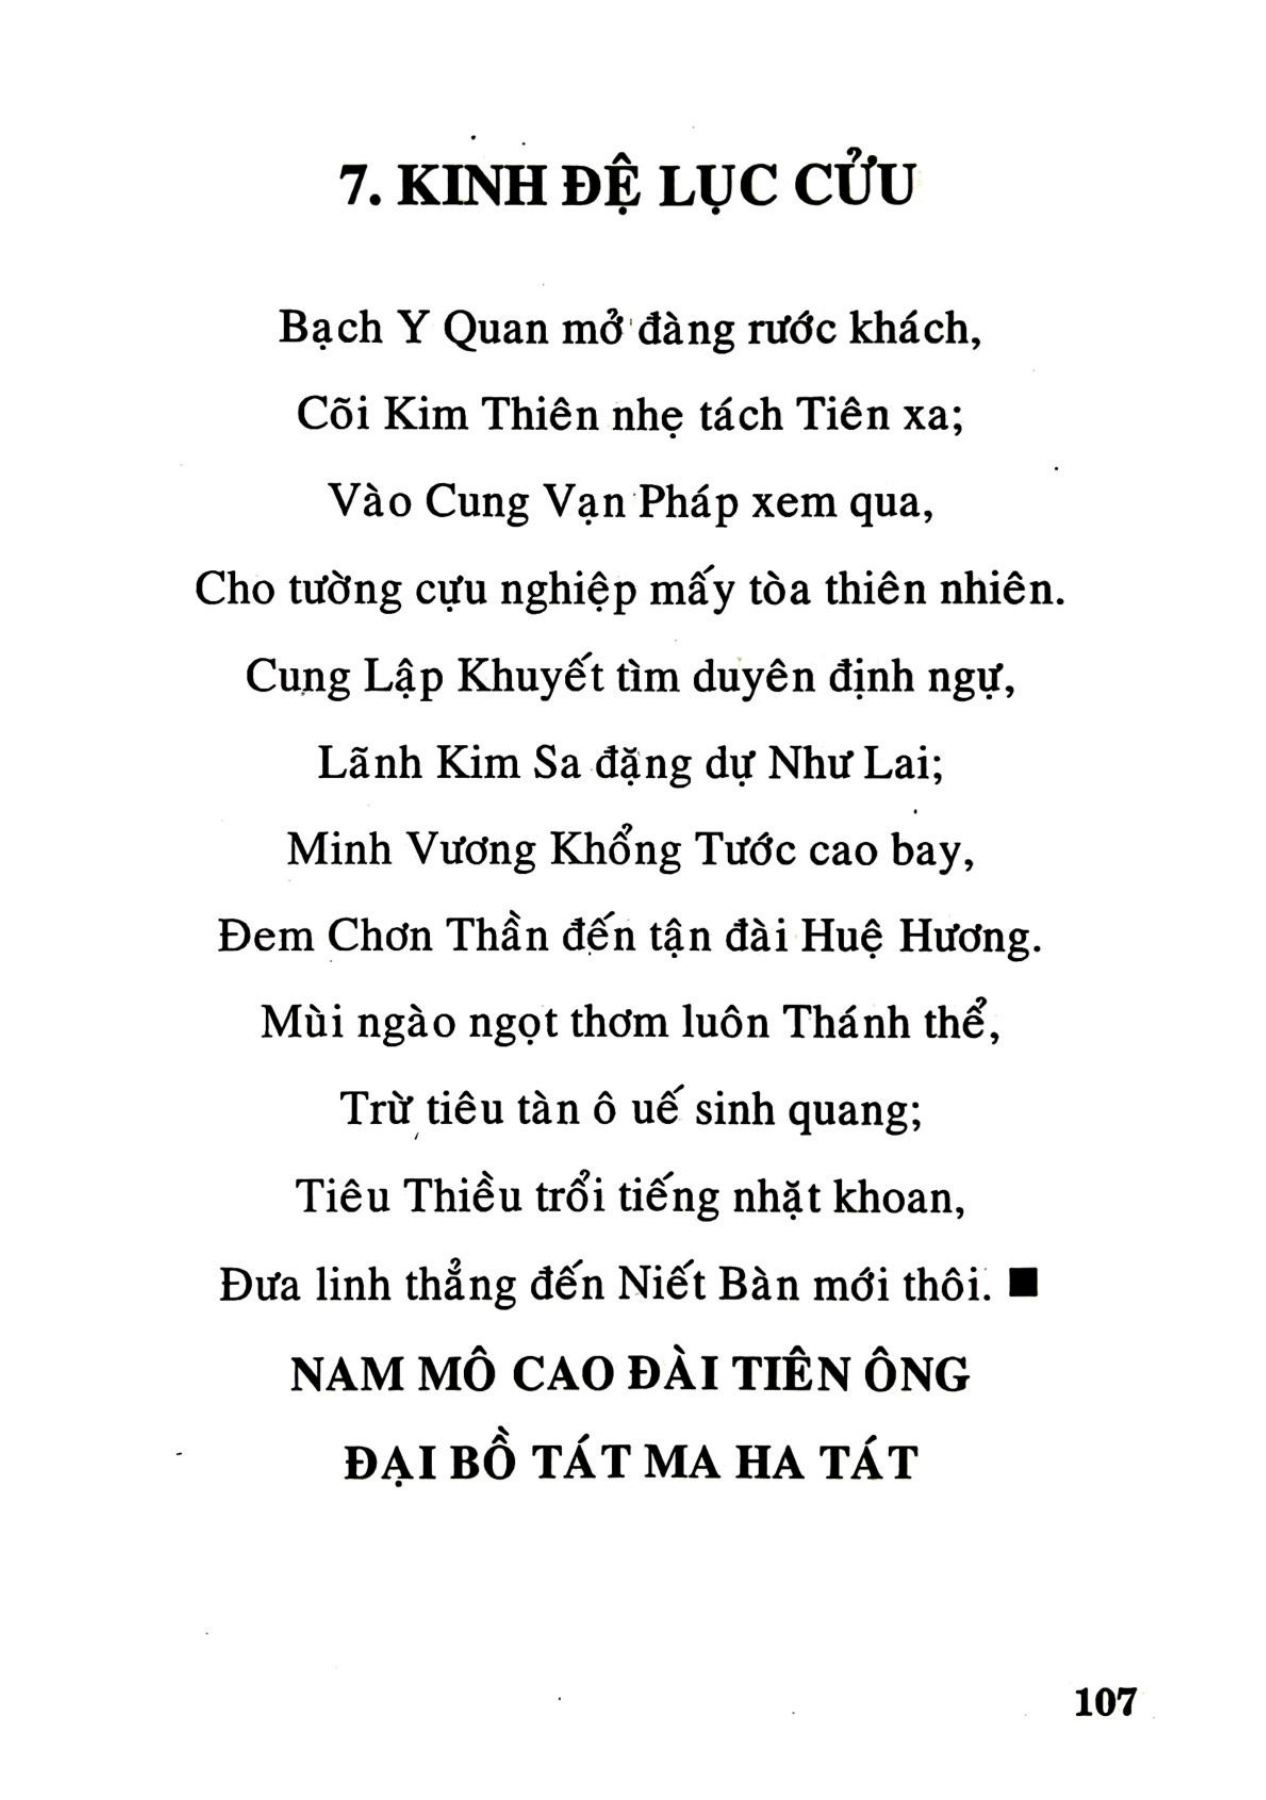 7. KINH ĐỆ LỤC CỬU
Bạch Y Quan mở đàng rước khách,
Cõi Kim Thiên nhẹ tách Tiên xa;
Vào Cung Vạn Pháp xem qua,
Cho tường cựu nghiệp mấy tòa thiên nhiên.
Cung Lập Khuyết tìm duyên định ngự,
Lãnh Kim Sa đặng dự Như Lai;
Minh Vương Khổng Tước cao bay,
Đem Chơn Thần đến tận đài Huệ Hương.
Mùi ngào ngọt thơm luôn Thánh thể,
Trừ tiêu tàn ô uế sinh quang;
Tiêu Thiều trổi tiếng nhặt khoan,
Đưa linh thẳng đến Niết Bàn mới thôi. ■
NAM MÔ CAO ĐÀI TIÊN ÔNG
ĐẠI BỒ TÁT MA HA TÁT
107